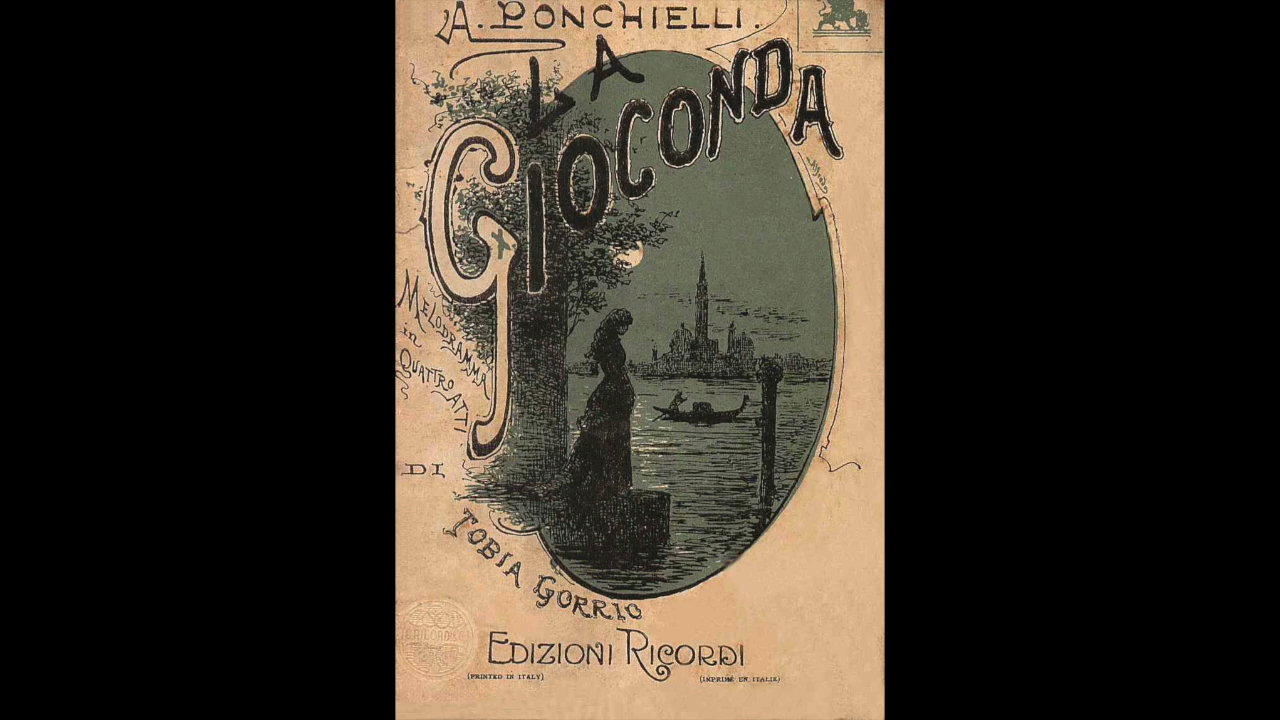 A. PONCHIELLI.
LA
GIOCONDA
MELODRAMMA
in
QUATTRO ATTI
DI
TOBIA GORRIO
EDIZIONI RICORDI
(PRINTED IN ITALY)
(IMPRIMÉ EN ITALIE)